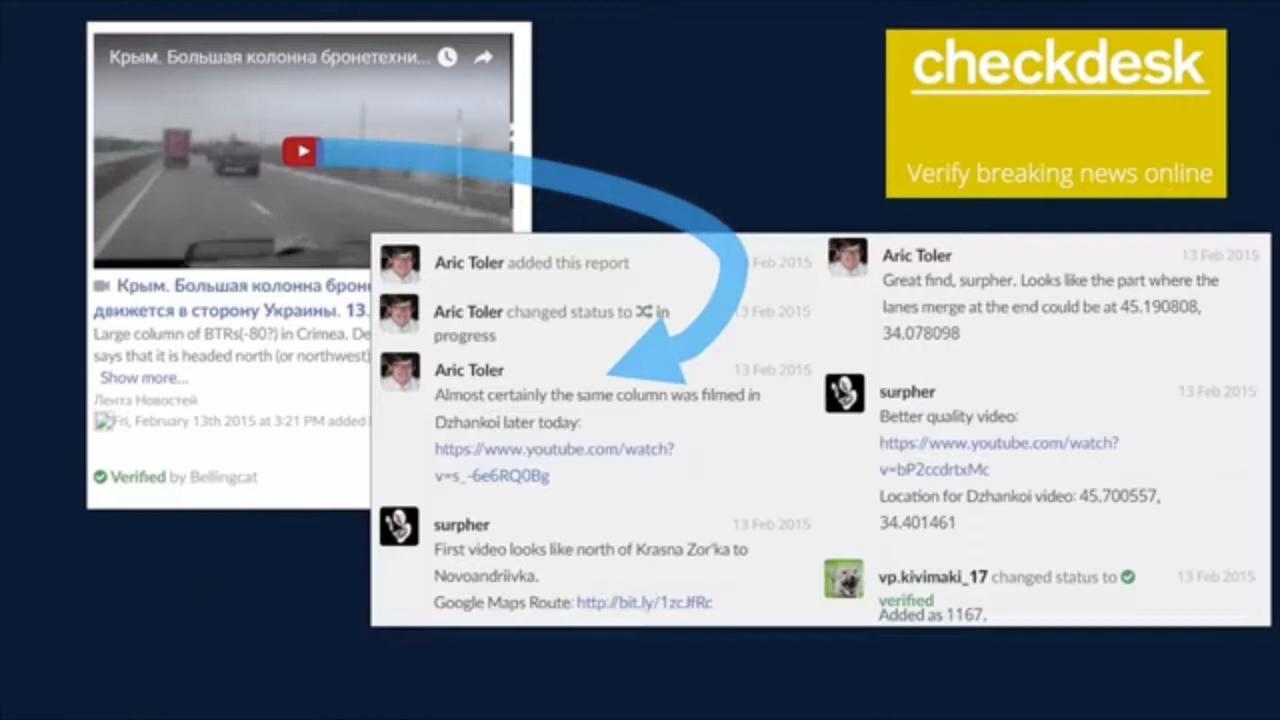 Крым. Большая колонна бронетехни...
checkdesk
Verify breaking news online
Крым. Большая колонна
движется в сторону Украины. 13.
Large column of BTRs(-80?) in Crimea.
says that it is headed north (or northwest)
Show more...
Лента Новостей
Fri, February 13th 2015 at 3:21 PM added
Verified by Bellingcat
Aric Toler added this report
Feb 2015
Aric Toler changed status to in
progress
13 Feb 2015
Aric Toler
13 Feb 2015
Almost certainly the same column was filmed in
Dzhankoi later today:
https://www.youtube.com/watch?
v=s_-6e6RQ0Bg
surpher
13 Feb 2015
First video looks like north of Krasna Zor'ka to
Novoandriivka.
Google Maps Route: http://bit.ly/1zcJfRc
Aric Toler
13 Feb 2015
Great find, surpher. Looks like the part where the
lanes merge at the end could be at 45.190808,
34.078098
surpher
13 Feb 2015
Better quality video:
https://www.youtube.com/watch?
v=bP2ccdrtxMc
Location for Dzhankoi video: 45.700557,
34.401461
vp.kivimaki_17 changed status to
13 Feb 2015
verified
Added as 1167.